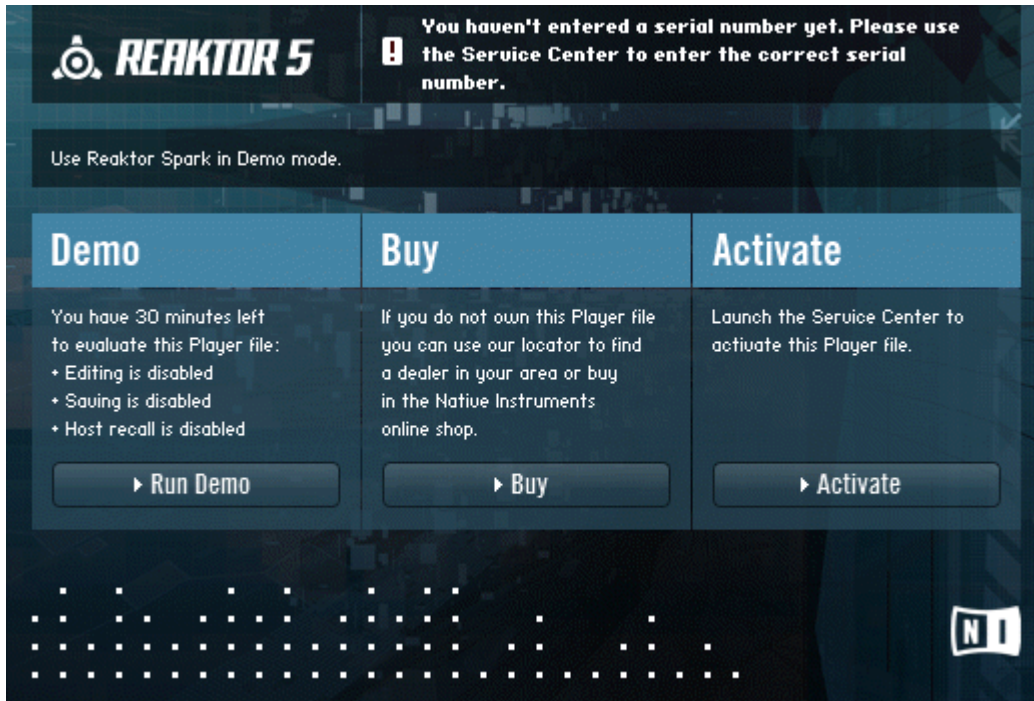 REAKTOR 5
You haven't entered a serial number yet. Please use
the Service Center to enter the correct serial
number.
Use Reaktor Spark in Demo mode.
Demo
You have 30 minutes left
to evaluate this Player file:
• Editing is disabled
• Saving is disabled
• Host recall is disabled
Run Demo
Buy
If you do not own this Player file
you can use our locator to find
a dealer in your area or buy
in the Native Instruments
online shop.
Buy
Activate
Launch the Service Center to
activate this Player file.
Activate
NI